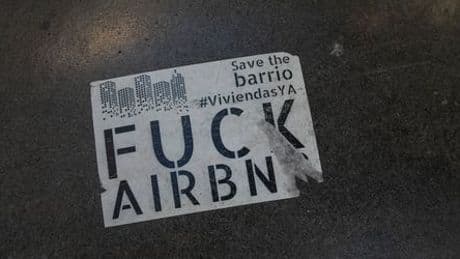 Save the
barrio
#ViviendasYA
FUCK
AIRBN